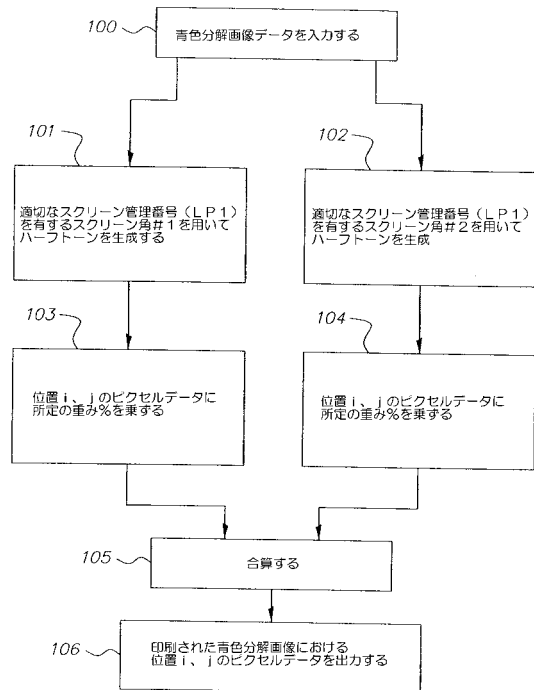 100
青色分解画像データを入力する
101
適切なスクリーン管理番号（LP1）
を有するスクリーン角#1を用いて
ハーフトーンを生成する
102
適切なスクリーン管理番号（LP1）
を有するスクリーン角#2を用いて
ハーフトーンを生成
103
位置i、jのピクセルデータに
所定の重み%を乗ずる
104
位置i、jのピクセルデータに
所定の重み%を乗ずる
105
合算する
106
印刷された青色分解画像における
位置i、jのピクセルデータを出力する